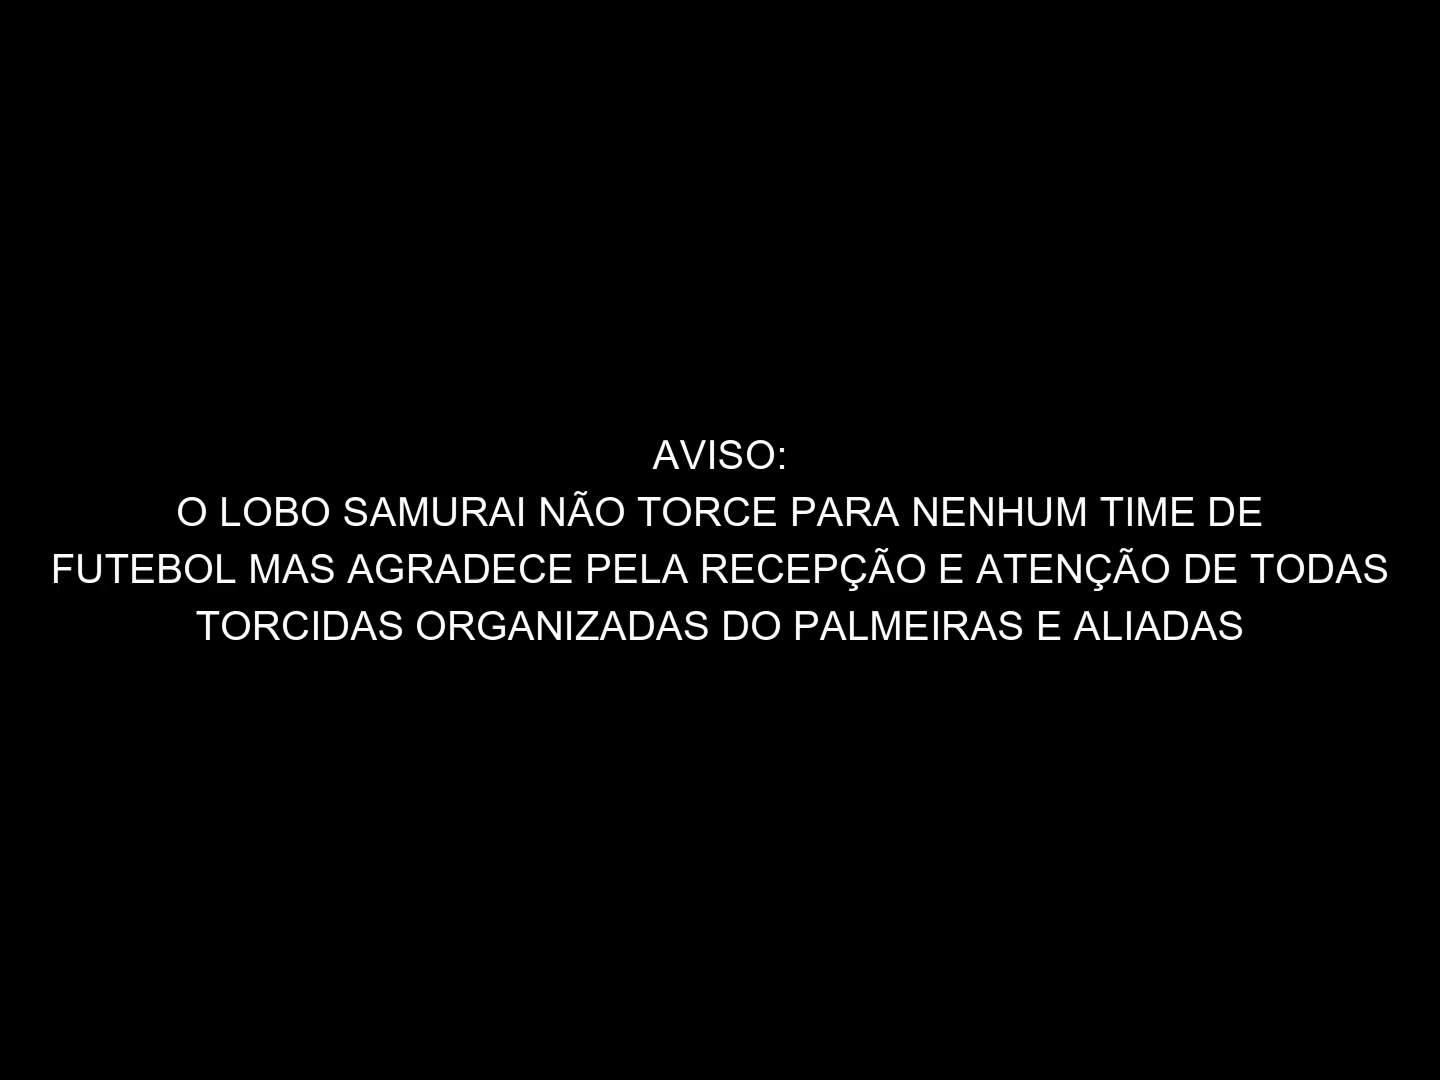 AVISO:
O LOBO SAMURAI NÃO TORCE PARA NENHUM TIME DE
FUTEBOL MAS AGRADECE PELA RECEPÇÃO E ATENÇÃO DE TODAS
TORCIDAS ORGANIZADAS DO PALMEIRAS E ALIADAS